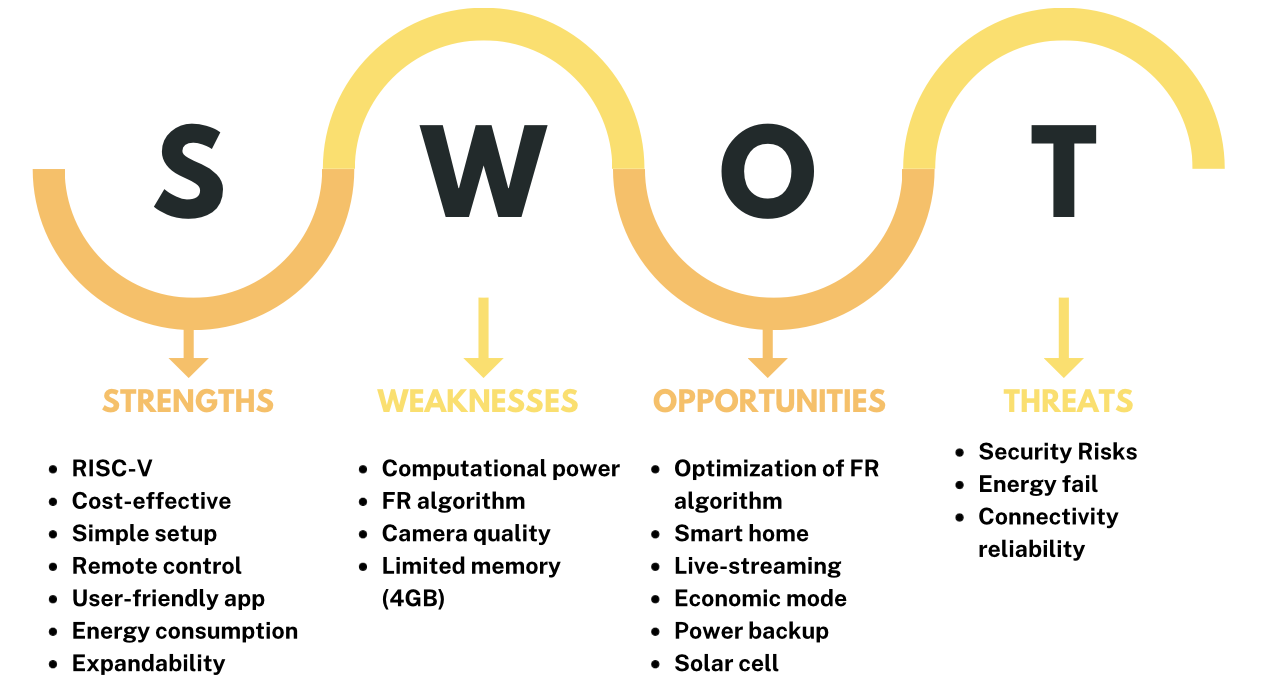 S W O T
STRENGTHS
RISC-V
Cost-effective
Simple setup
Remote control
User-friendly app
Energy consumption
Expandability
WEAKNESSES
Computational power
FR algorithm
Camera quality
Limited memory
(4GB)
OPPORTUNITIES
Optimization of FR
algorithm
Smart home
Live-streaming
Economic mode
Power backup
Solar cell
THREATS
Security Risks
Energy fail
Connectivity
reliability